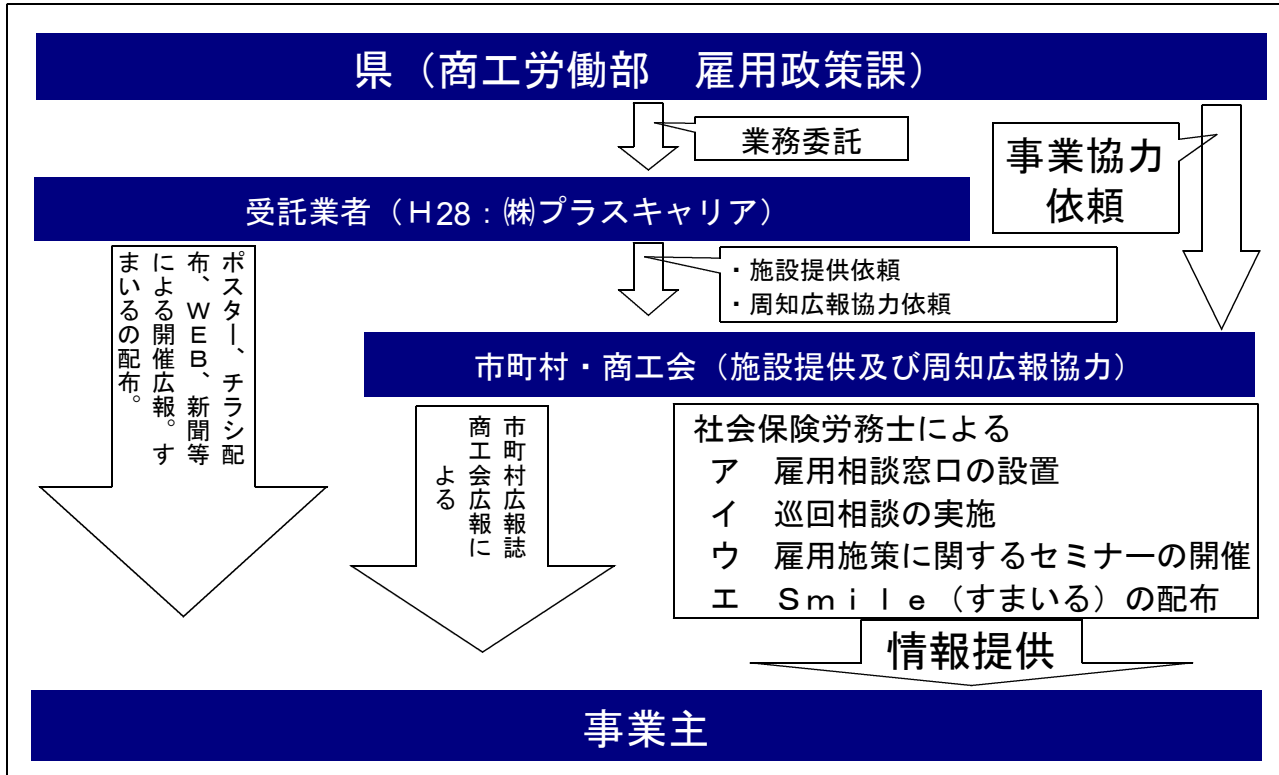 県（商工労働部　雇用政策課）
業務委託
事業協力
依頼
受託業者（Ｈ28：㈱プラスキャリア）
・施設提供依頼
・周知広報協力依頼
ポスター、チラシ配
布、ＷＥＢ、新聞等
による開催広報。す
まいるの配布。
市町村・商工会（施設提供及び周知広報協力）
市町村広報誌
商工会広報に
よる
社会保険労務士による
ア　雇用相談窓口の設置
イ　巡回相談の実施
ウ　雇用施策に関するセミナーの開催
エ　Ｓｍｉｌｅ（すまいる）の配布
情報提供
事業主